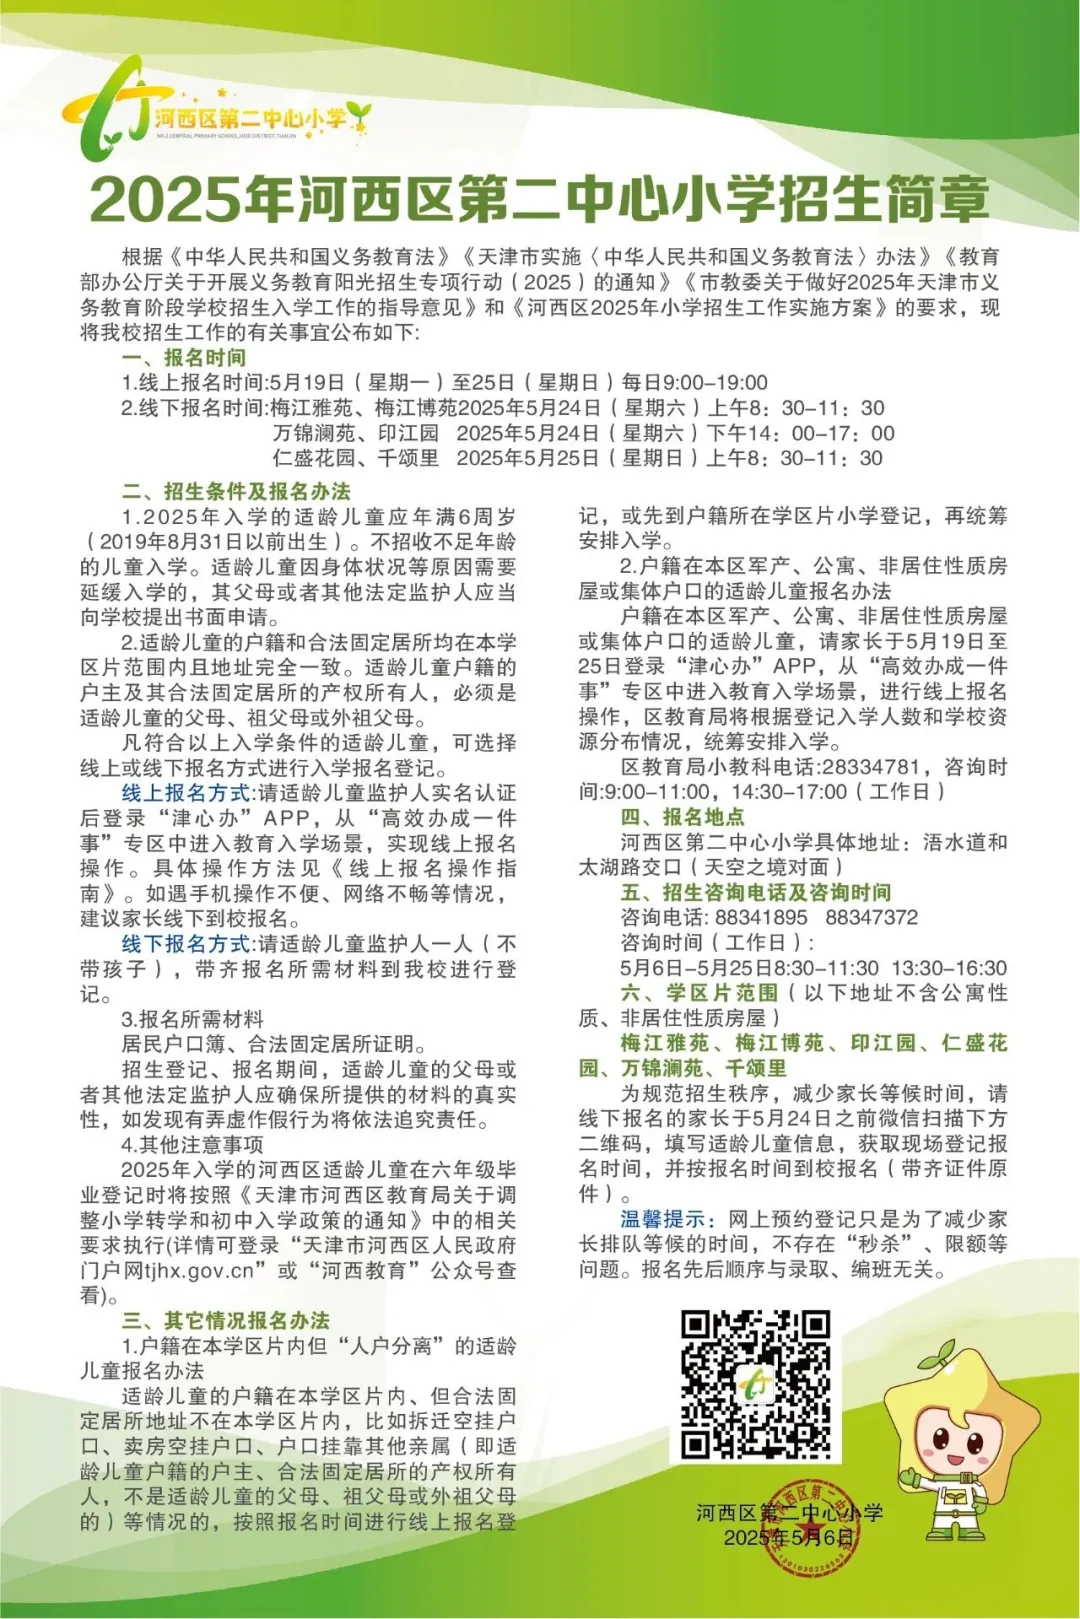 河西区第二中心小学
NO.2 CENTRAL PRIMARY SCHOOL,HEXI DISTRICT,TIANJIN
2025年河西区第二中心小学招生简章
根据《中华人民共和国义务教育法》《天津市实施〈中华人民共和国义务教育法〉办法》《教育
部办公厅关于开展义务教育阳光招生专项行动（2025）的通知》《市教委关于做好2025年天津市义
务教育阶段学校招生入学工作的指导意见》和《河西区2025年小学招生工作实施方案》的要求，现
将我校招生工作的有关事宜公布如下:
一、报名时间
1.线上报名时间:5月19日（星期一）至25日（星期日）每日9:00-19:00
2.线下报名时间:梅江雅苑、梅江博苑2025年5月24日（星期六）上午8：30-11：30
万锦澜苑、印江园 2025年5月24日（星期六）下午14：00-17：00
仁盛花园、千颂里 2025年5月25日（星期日）上午8：30-11：30
二、招生条件及报名办法
1.2025年入学的适龄儿童应年满6周岁
（2019年8月31日以前出生）。不招收不足年龄
的儿童入学。适龄儿童因身体状况等原因需要
延缓入学的，其父母或者其他法定监护人应当
向学校提出书面申请。
2.适龄儿童的户籍和合法固定居所均在本学
区片范围内且地址完全一致。适龄儿童户籍的
户主及其合法固定居所的产权所有人，必须是
适龄儿童的父母、祖父母或外祖父母。
凡符合以上入学条件的适龄儿童，可选择
线上或线下报名方式进行入学报名登记。
线上报名方式:请适龄儿童监护人实名认证
后登录“津心办”APP，从“高效办成一件
事”专区中进入教育入学场景，实现线上报名
操作。具体操作方法见《线上报名操作指
南》。如遇手机操作不便、网络不畅等情况，
建议家长线下到校报名。
线下报名方式:请适龄儿童监护人一人（不
带孩子），带齐报名所需材料到我校进行登
记。
3.报名所需材料
居民户口簿、合法固定居所证明。
招生登记、报名期间，适龄儿童的父母或
者其他法定监护人应确保所提供的材料的真实
性，如发现有弄虚作假行为将依法追究责任。
4.其他注意事项
2025年入学的河西区适龄儿童在六年级毕
业登记时将按照《天津市河西区教育局关于调
整小学转学和初中入学政策的通知》中的相关
要求执行(详情可登录“天津市河西区人民政府
门户网tjhx.gov.cn”或“河西教育”公众号查
看)。
三、其它情况报名办法
1.户籍在本学区片内但“人户分离”的适龄
儿童报名办法
适龄儿童的户籍在本学区片内、但合法固
定居所地址不在本学区片内，比如拆迁空挂户
口、卖房空挂户口、户口挂靠其他亲属（即适
龄儿童户籍的户主、合法固定居所的产权所有
人，不是适龄儿童的父母、祖父母或外祖父母
的）等情况的，按照报名时间进行线上报名登
记，或先到户籍所在学区片小学登记，再统筹
安排入学。
2.户籍在本区军产、公寓、非居住性质房
屋或集体户口的适龄儿童报名办法
户籍在本区军产、公寓、非居住性质房屋
或集体户口的适龄儿童，请家长于5月19日至
25日登录“津心办”APP，从“高效办成一件
事”专区中进入教育入学场景，进行线上报名
操作，区教育局将根据登记入学人数和学校资
源分布情况，统筹安排入学。
区教育局小教科电话:28334781，咨询时
间:9:00-11:00，14:30-17:00（工作日）
四、报名地点
河西区第二中心小学具体地址：浯水道和
太湖路交口（天空之境对面）
五、招生咨询电话及咨询时间
咨询电话: 88341895 88347372
咨询时间（工作日）:
5月6日-5月25日8:30-11:30 13:30-16:30
六、学区片范围（以下地址不含公寓性
质、非居住性质房屋）
梅江雅苑、梅江博苑、印江园、仁盛花
园、万锦澜苑、千颂里
为规范招生秩序，减少家长等候时间，请
线下报名的家长于5月24日之前微信扫描下方
二维码，填写适龄儿童信息，获取现场登记报
名时间，并按报名时间到校报名（带齐证件原
件）。
温馨提示：网上预约登记只是为了减少家
长排队等候的时间，不存在“秒杀”、限额等
问题。报名先后顺序与录取、编班无关。
河西区第二中心小学
2025年5月6日